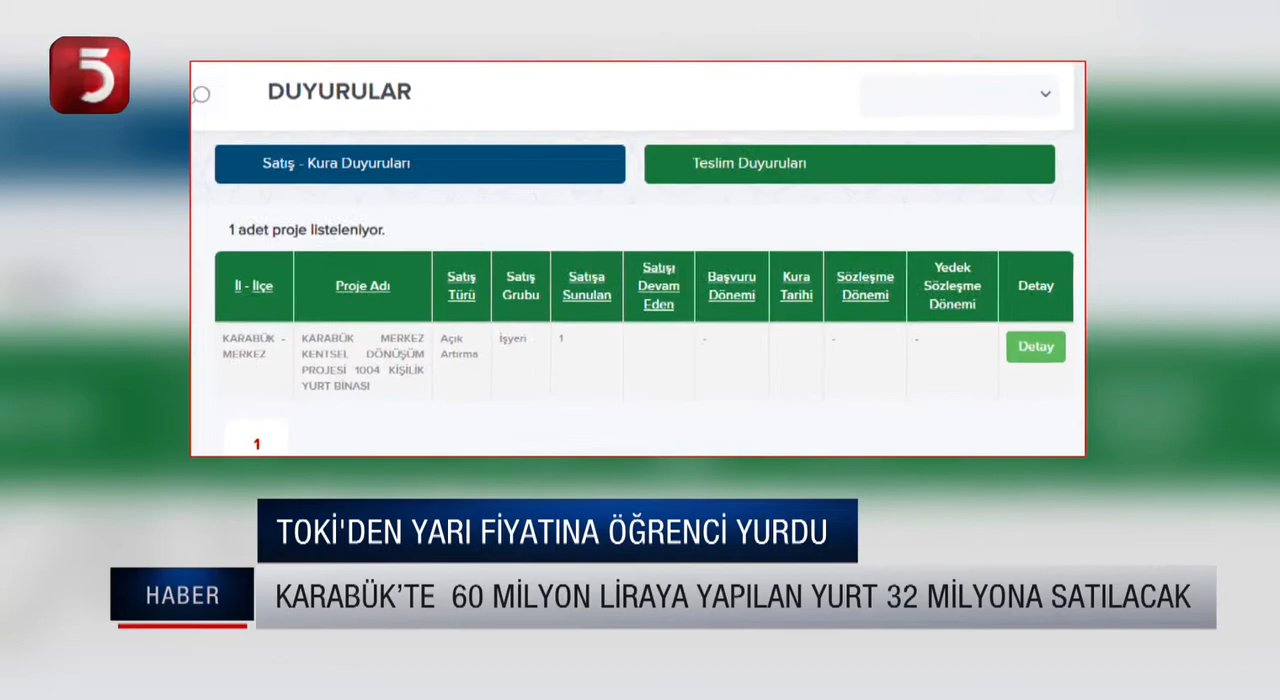 5
DUYURULAR
Satış - Kura Duyuruları
Teslim Duyuruları
1 adet proje listeleniyor.
İl - İlçe
Proje Adı
Satış
Türü
Satış
Grubu
Satışa
Sunulan
Satışı
Devam
Eden
Başvuru
Dönemi
Kura
Tarihi
Sözleşme
Dönemi
Yedek
Sözleşme
Dönemi
Detay
KARABÜK -
MERKEZ
KARABÜK MERKEZ
KENTSEL DÖNÜŞÜM
PROJESİ 1004 KİŞİLİK
YURT BİNASI
Açık
Artırma
İşyeri
1
-
-
-
Detay
1
TOKİ'DEN YARI FİYATINA ÖĞRENCİ YURDU
HABER
KARABÜK’TE 60 MİLYON LİRAYA YAPILAN YURT 32 MİLYONA SATILACAK